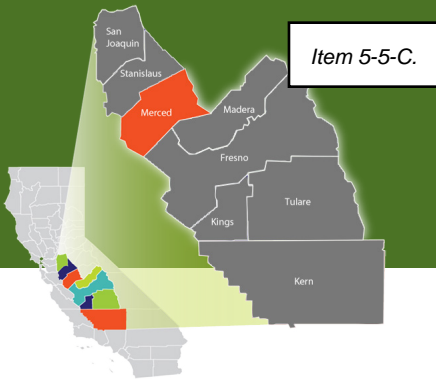 San
Joaquin
Item 5-5-C.
Stanislaus
Merced
Madera
Fresno
Tulare
Kings
Kern